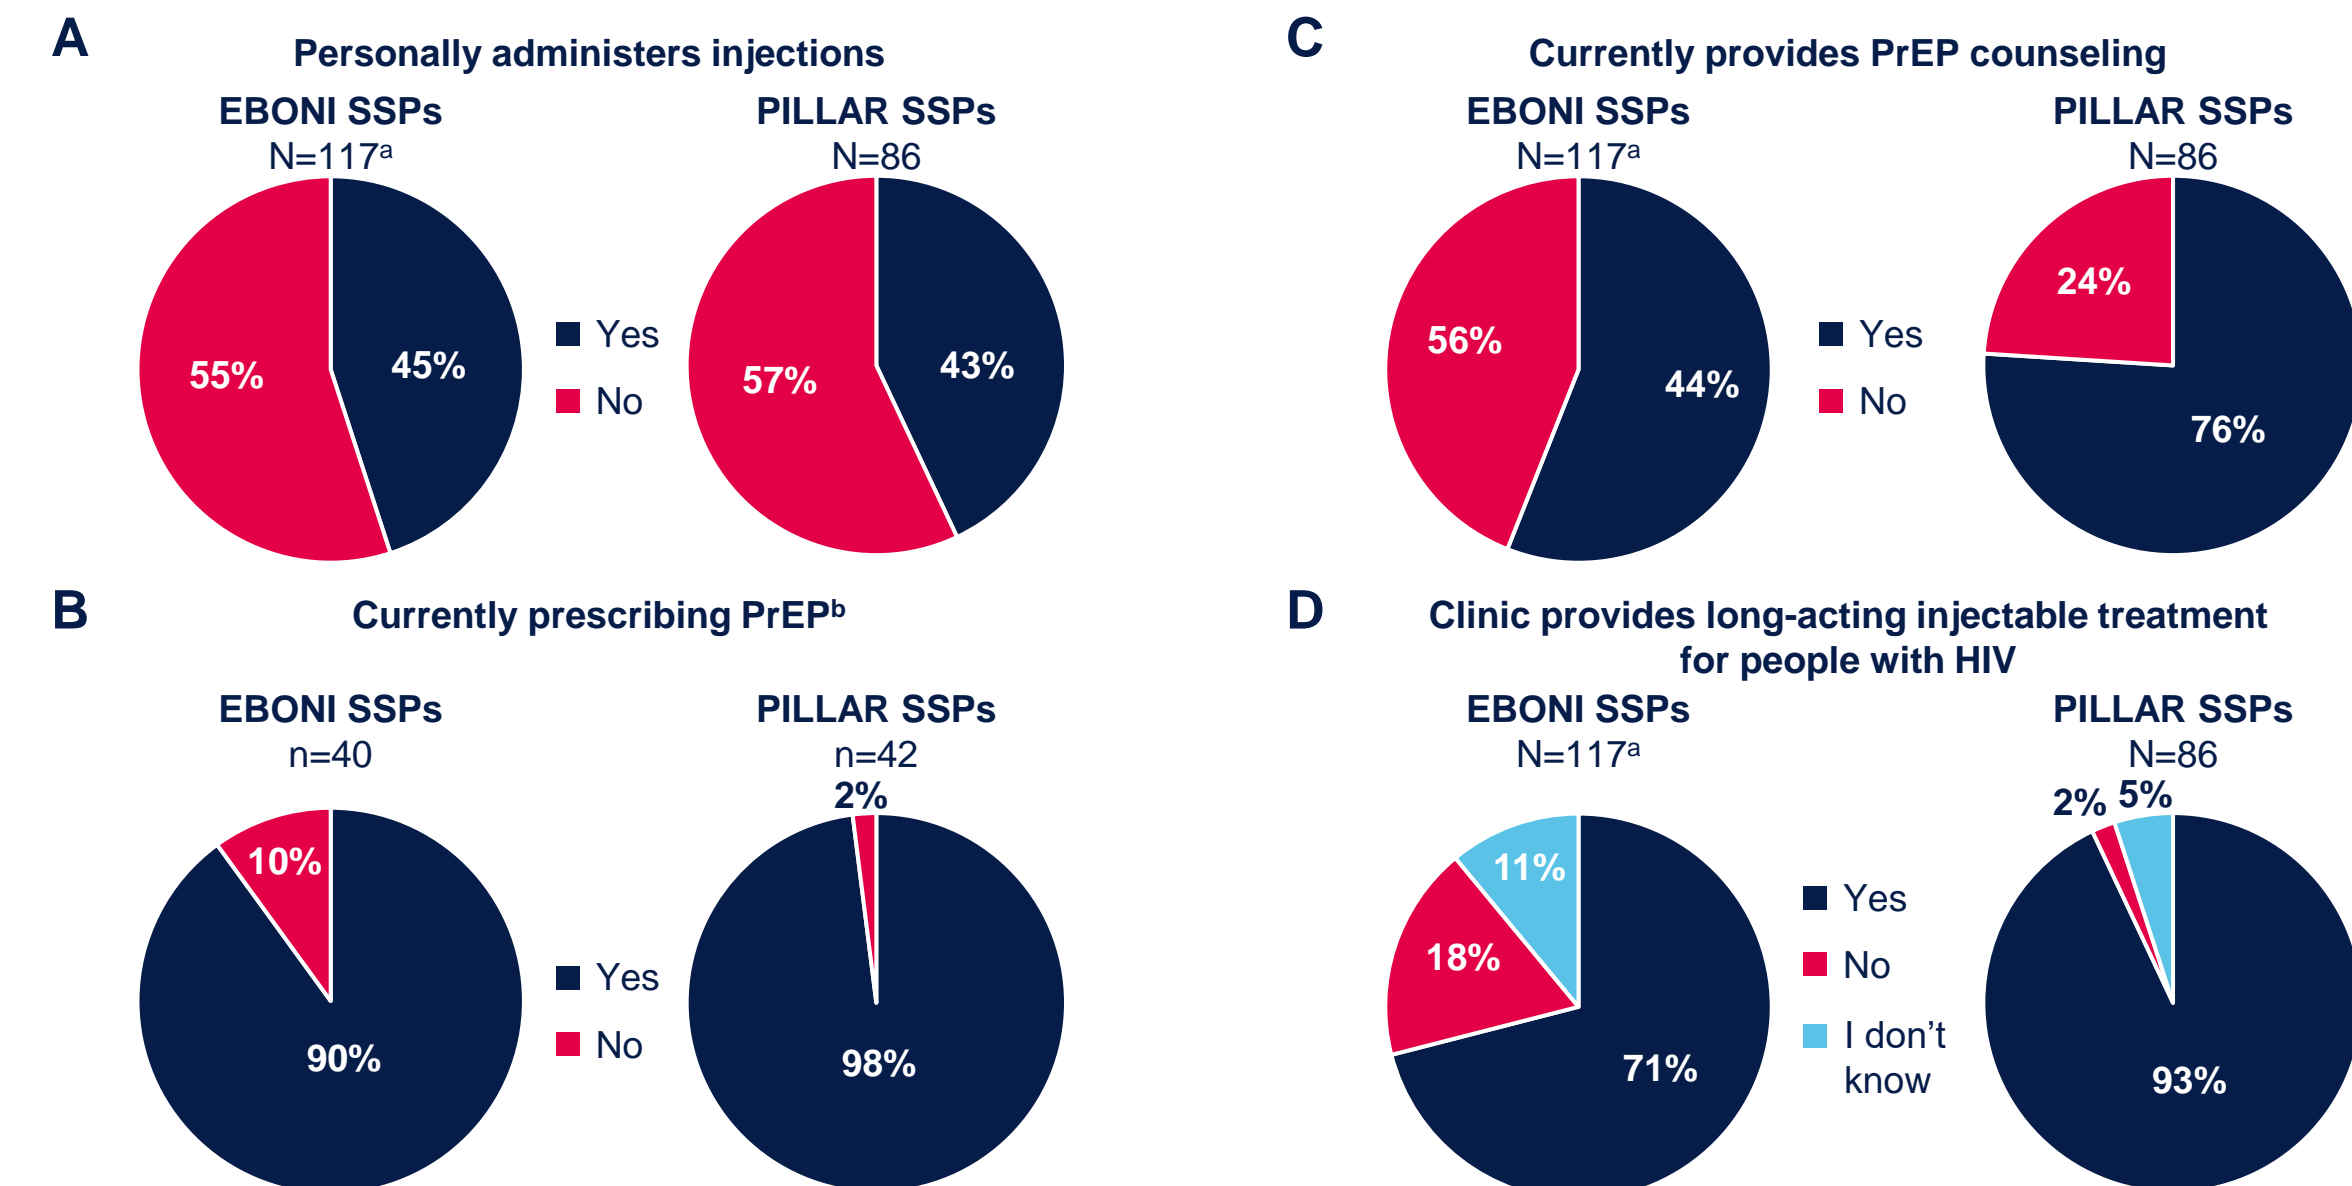 A
Personally administers injections
EBONI SSPs
N=117ᵃ
55%
45%
Yes
No
PILLAR SSPs
N=86
57%
43%
B
Currently prescribing PrEPᵇ
EBONI SSPs
n=40
10%
90%
Yes
No
PILLAR SSPs
n=42
2%
98%
C
Currently provides PrEP counseling
EBONI SSPs
N=117ᵃ
56%
44%
Yes
No
PILLAR SSPs
N=86
24%
76%
D
Clinic provides long-acting injectable treatment
for people with HIV
EBONI SSPs
N=117ᵃ
11%
18%
71%
Yes
No
I don’t
know
PILLAR SSPs
N=86
2%
5%
93%